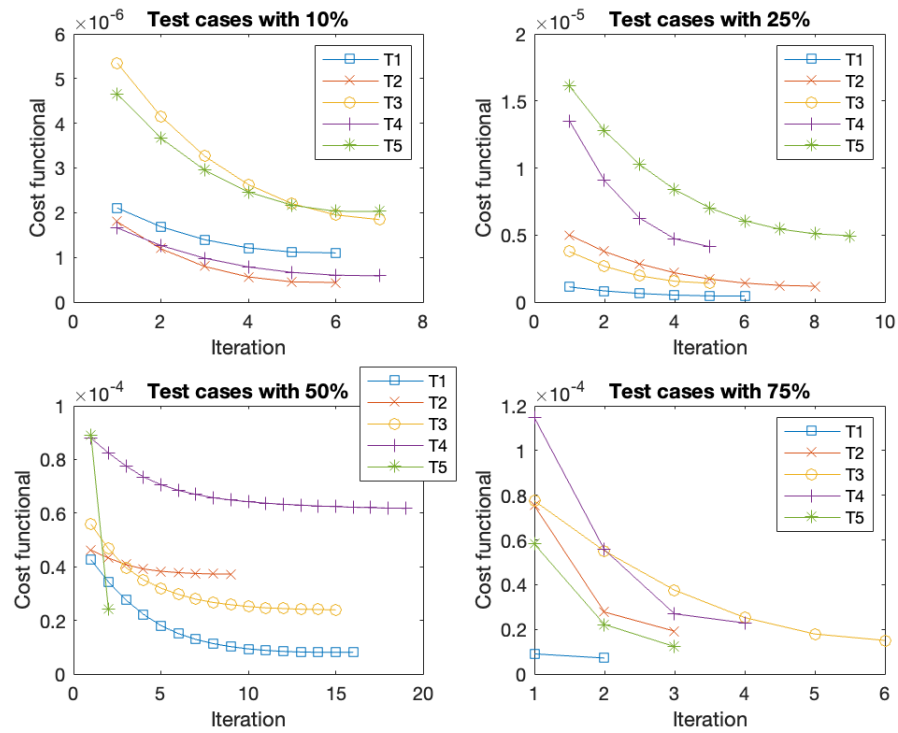 Test cases with 10%
×10⁻⁶
Cost functional
6
5
4
3
2
1
0
0 2 4 6 8
Iteration
T1
T2
T3
T4
T5
Test cases with 25%
×10⁻⁵
Cost functional
2
1.5
1
0.5
0
0 2 4 6 8 10
Iteration
T1
T2
T3
T4
T5
Test cases with 50%
×10⁻⁴
Cost functional
1
0.8
0.6
0.4
0.2
0
0 5 10 15 20
Iteration
T1
T2
T3
T4
T5
Test cases with 75%
×10⁻⁴
Cost functional
1.2
1
0.8
0.6
0.4
0.2
0
1 2 3 4 5 6
Iteration
T1
T2
T3
T4
T5